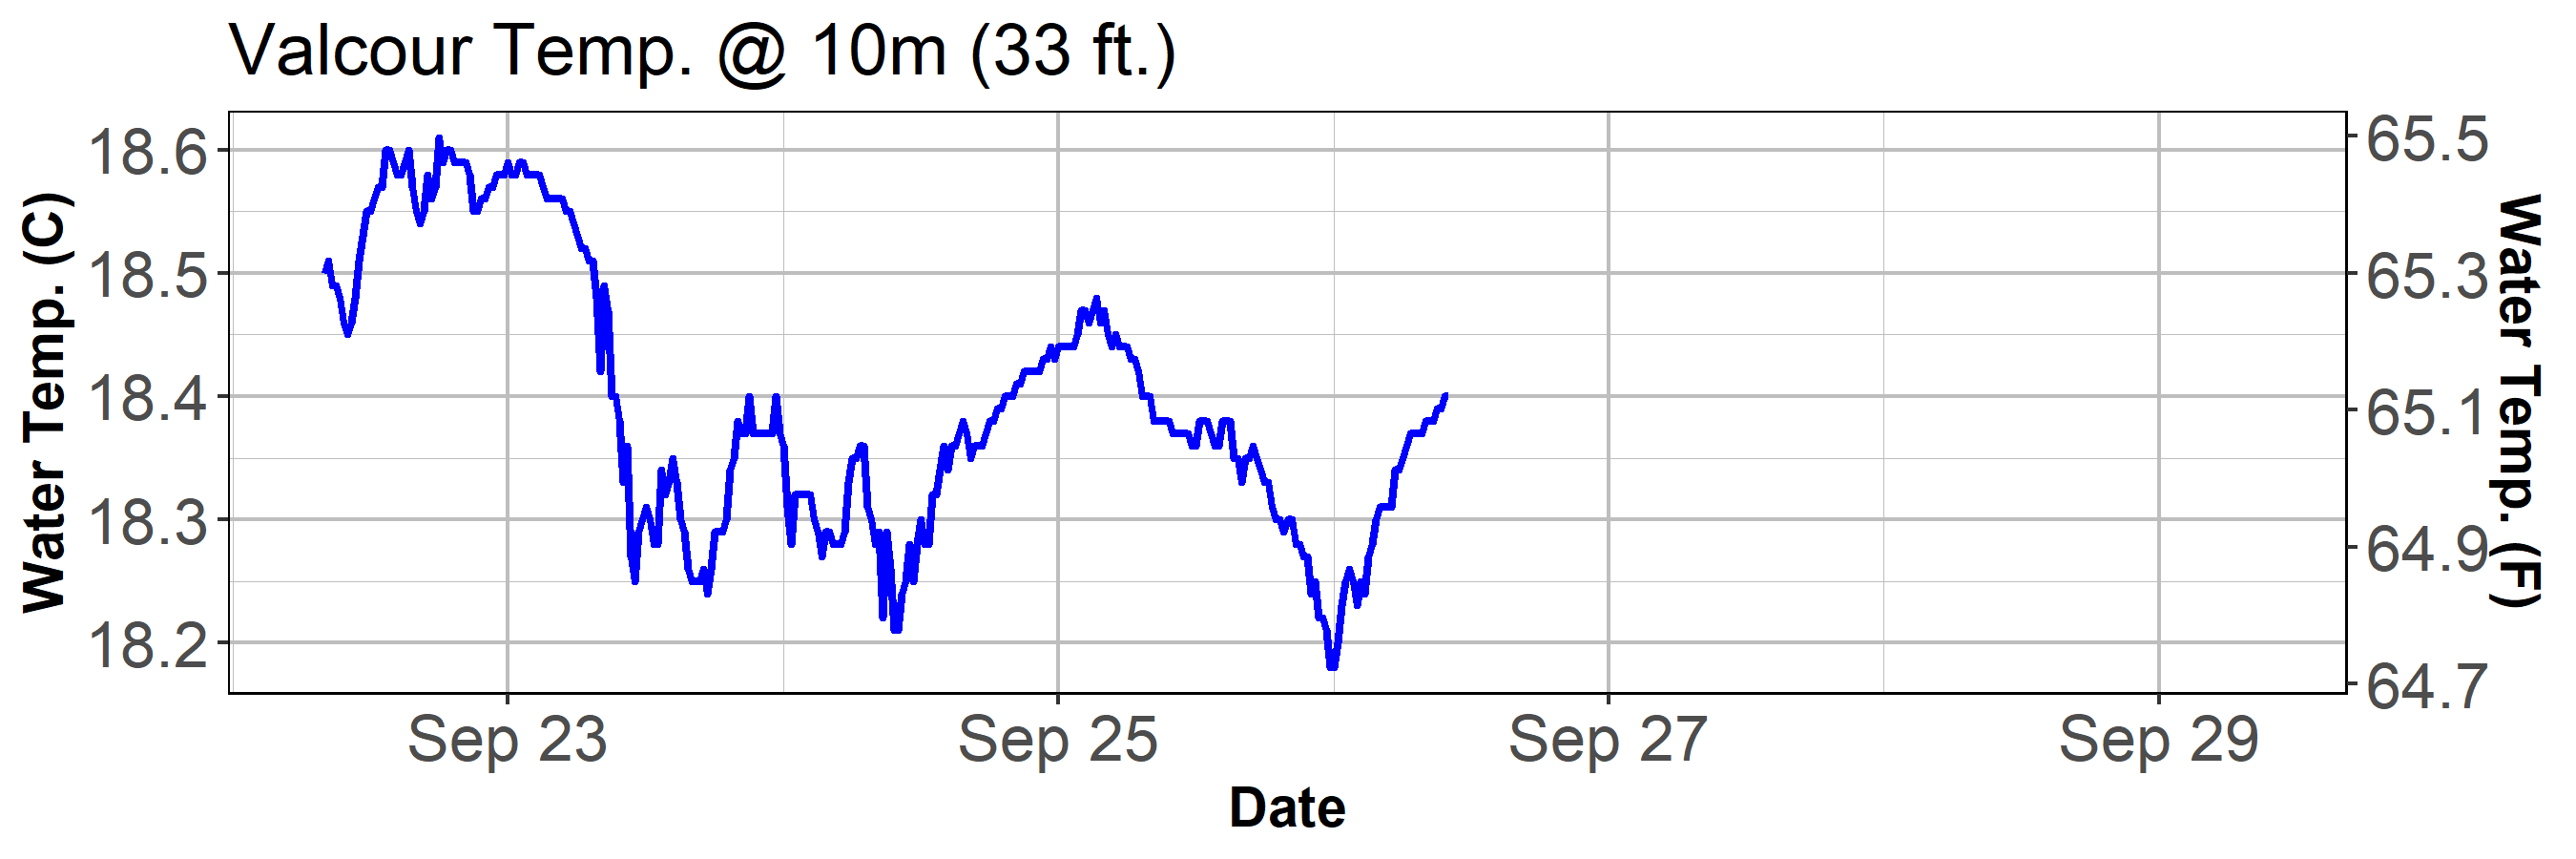 Valcour Temp. @ 10m (33 ft.)
Water Temp. (C)
18.6
18.5
18.4
18.3
18.2
65.5
65.3
65.1
64.9
64.7
Water Temp. (F)
Sep 23 Sep 25 Sep 27 Sep 29
Date